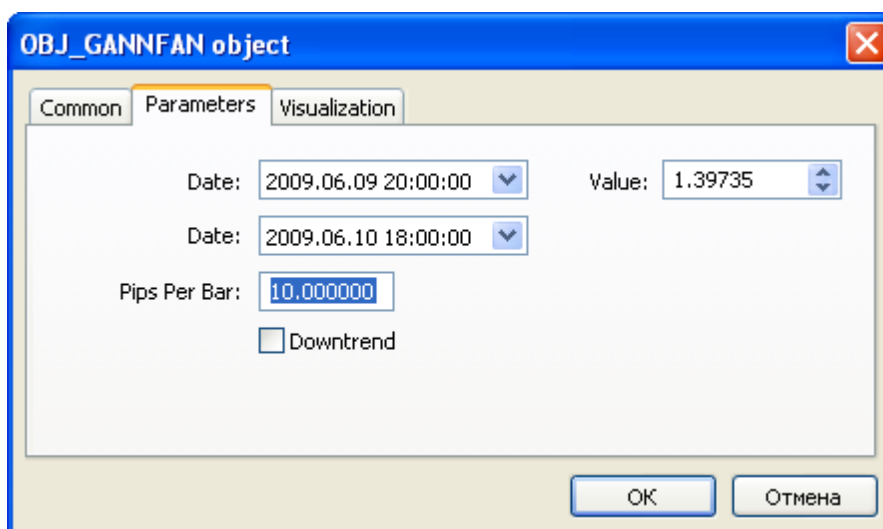 OBJ_GANNFAN object
Common Parameters Visualization
Date: 2009.06.09 20:00:00 Value: 1.39735
Date: 2009.06.10 18:00:00
Pips Per Bar: 10.000000
Downtrend
OK Отмена